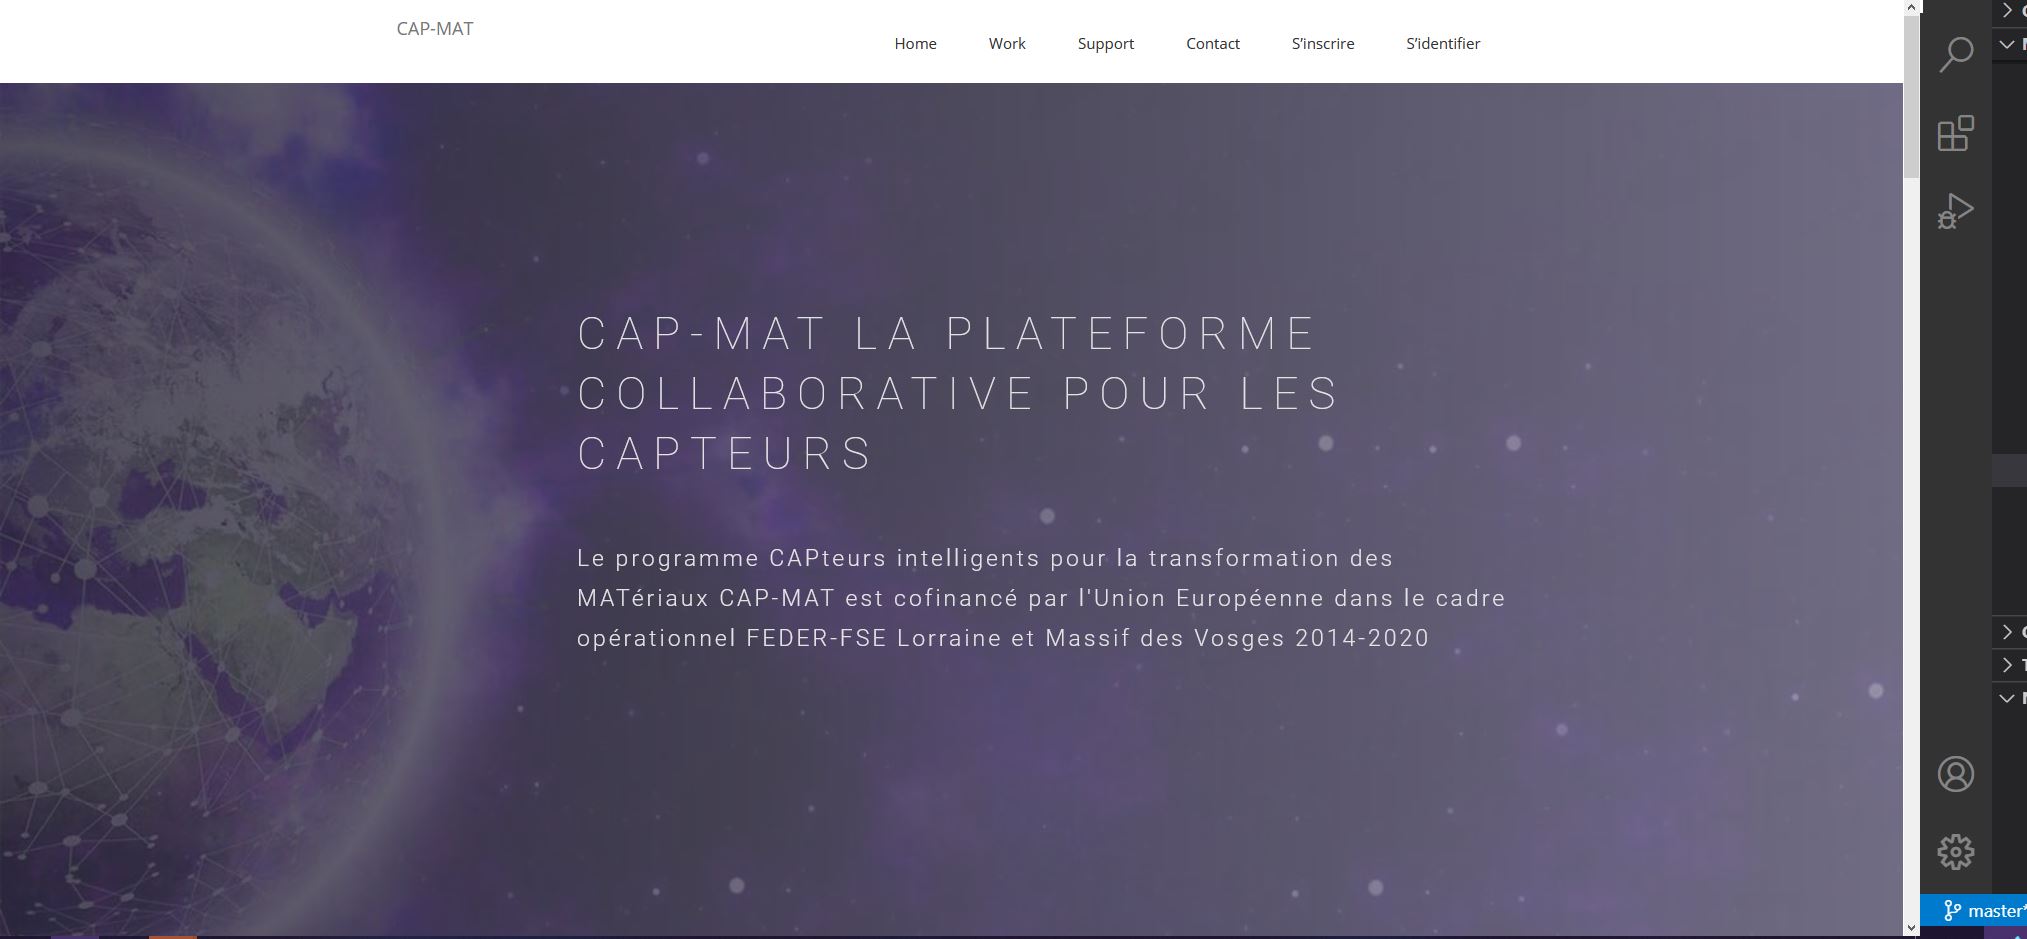 CAP-MAT
Home Work Support Contact S’inscrire S’identifier
CAP-MAT LA PLATEFORME
COLLABORATIVE POUR LES
CAPTEURS
Le programme CAPteurs intelligents pour la transformation des
MATériaux CAP-MAT est cofinancé par l'Union Européenne dans le cadre
opérationnel FEDER-FSE Lorraine et Massif des Vosges 2014-2020
master*